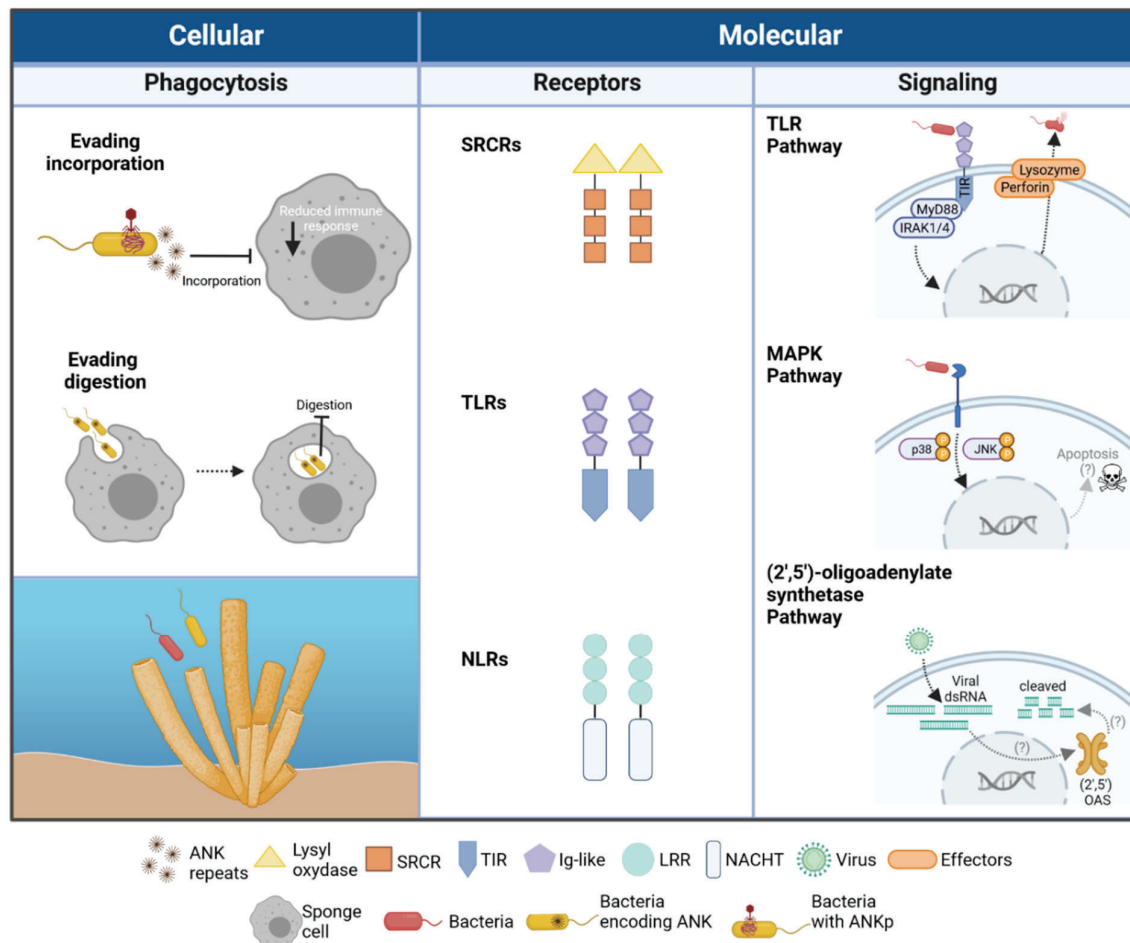 Cellular
Molecular
Phagocytosis
Receptors
Signaling
Evading
incorporation
Reduced immune
response
Incorporation
Evading
digestion
Digestion
SRCRs
TLRs
NLRs
TLR
Pathway
TIR
MyD88
IRAK1/4
Lysozyme
Perforin
MAPK
Pathway
p38
P
P
JNK
P
P
Apoptosis
(?)
(2',5')-oligoadenylate
synthetase
Pathway
Viral
dsRNA
cleaved
(?)
(?)
(2',5')
OAS
ANK
repeats
Lysyl
oxydase
SRCR
TIR
Ig-like
LRR
NACHT
Virus
Effectors
Sponge
cell
Bacteria
Bacteria
encoding ANK
Bacteria
with ANKp